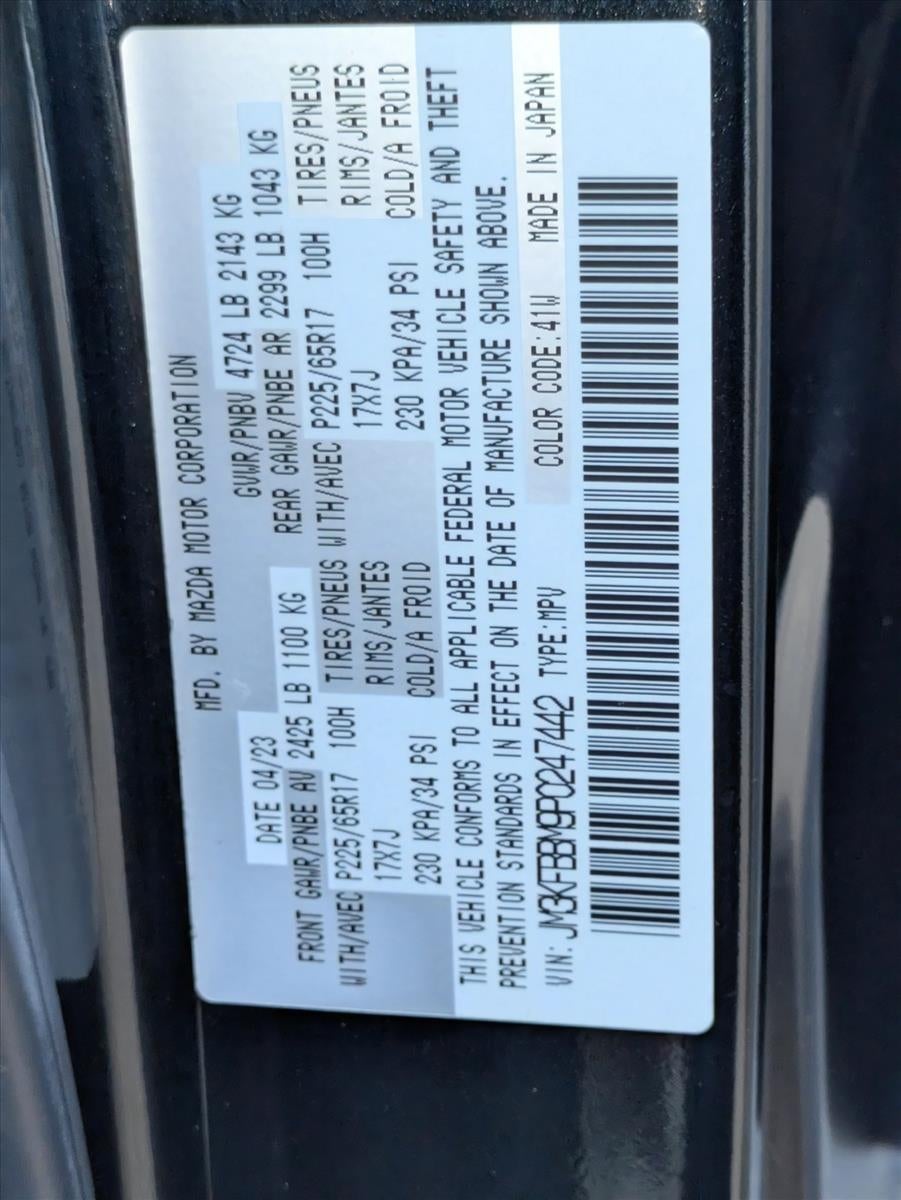 MFD. BY MAZDA MOTOR CORPORATION
DATE 04/23 GVWR/PNBV 4724 LB 2143 KG
FRONT GAWR/PNBE AV 2425 LB 1100 KG REAR GAWR/PNBE AR 2299 LB 1043 KG
WITH/AVEC P225/65R17 100H TIRES/PNEUS WITH/AVEC P225/65R17 100H TIRES/PNEUS
17X7J RIMS/JANTES 17X7J RIMS/JANTES
230 KPA/34 PSI COLD/A FROID 230 KPA/34 PSI COLD/A FROID
THIS VEHICLE CONFORMS TO ALL APPLICABLE FEDERAL MOTOR VEHICLE SAFETY AND THEFT
PREVENTION STANDARDS IN EFFECT ON THE DATE OF MANUFACTURE SHOWN ABOVE.
VIN: JM3KFBBM9P0247442 TYPE:MPV COLOR CODE:41W MADE IN JAPAN